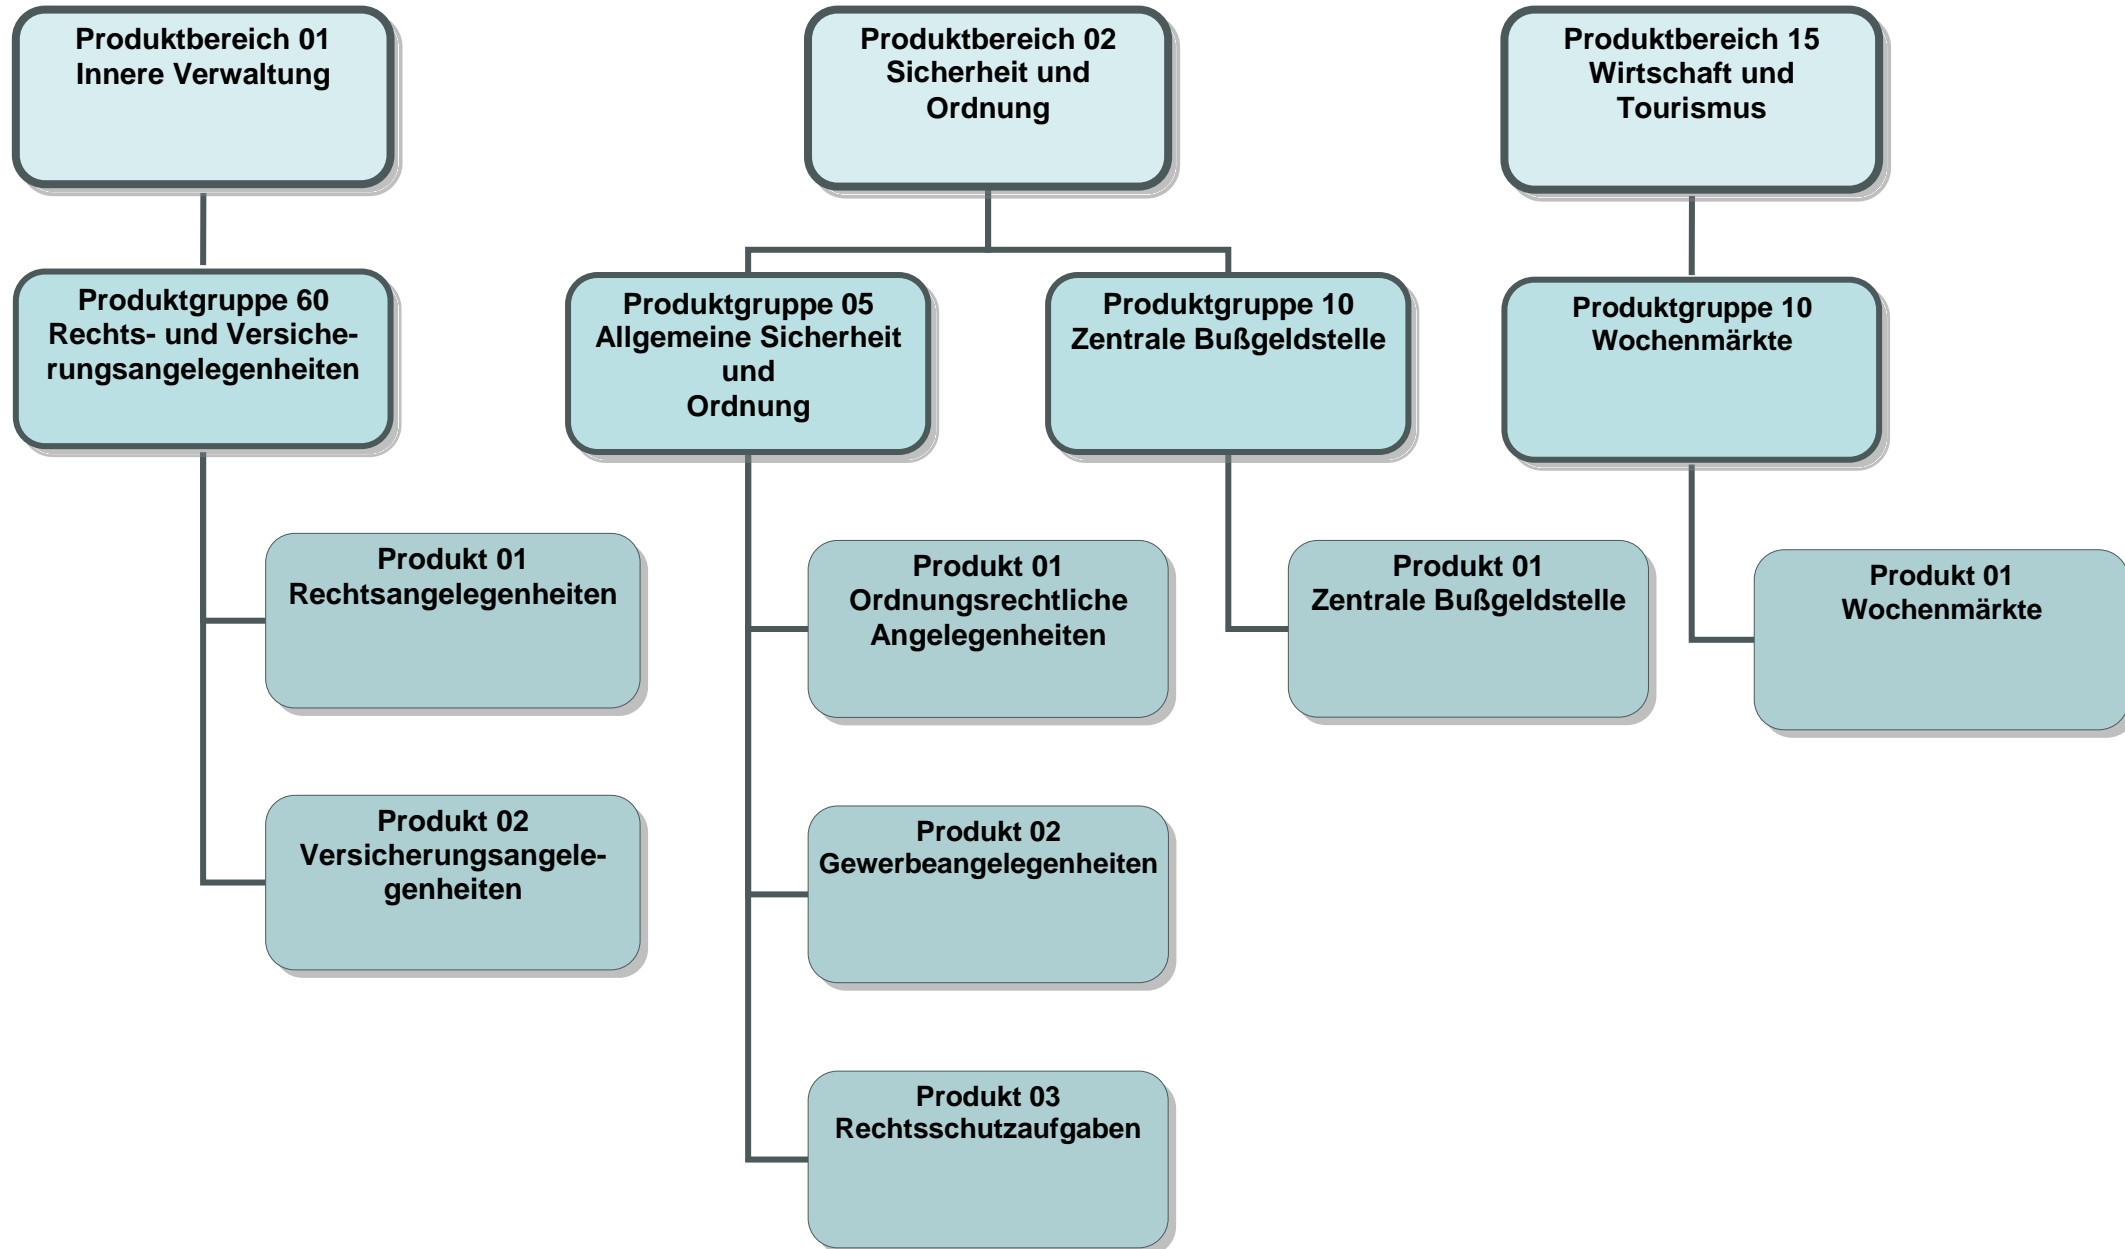 Produktbereich 01
Innere Verwaltung
Produktbereich 02
Sicherheit und
Ordnung
Produktbereich 15
Wirtschaft und
Tourismus
Produktgruppe 60
Rechts- und Versiche-
rungsangelegenheiten
Produktgruppe 05
Allgemeine Sicherheit
und
Ordnung
Produktgruppe 10
Zentrale Bußgeldstelle
Produktgruppe 10
Wochenmärkte
Produkt 01
Rechtsangelegenheiten
Produkt 01
Ordnungsrechtliche
Angelegenheiten
Produkt 01
Zentrale Bußgeldstelle
Produkt 01
Wochenmärkte
Produkt 02
Versicherungsangele-
genheiten
Produkt 02
Gewerbeangelegenheiten
Produkt 03
Rechtsschutzaufgaben